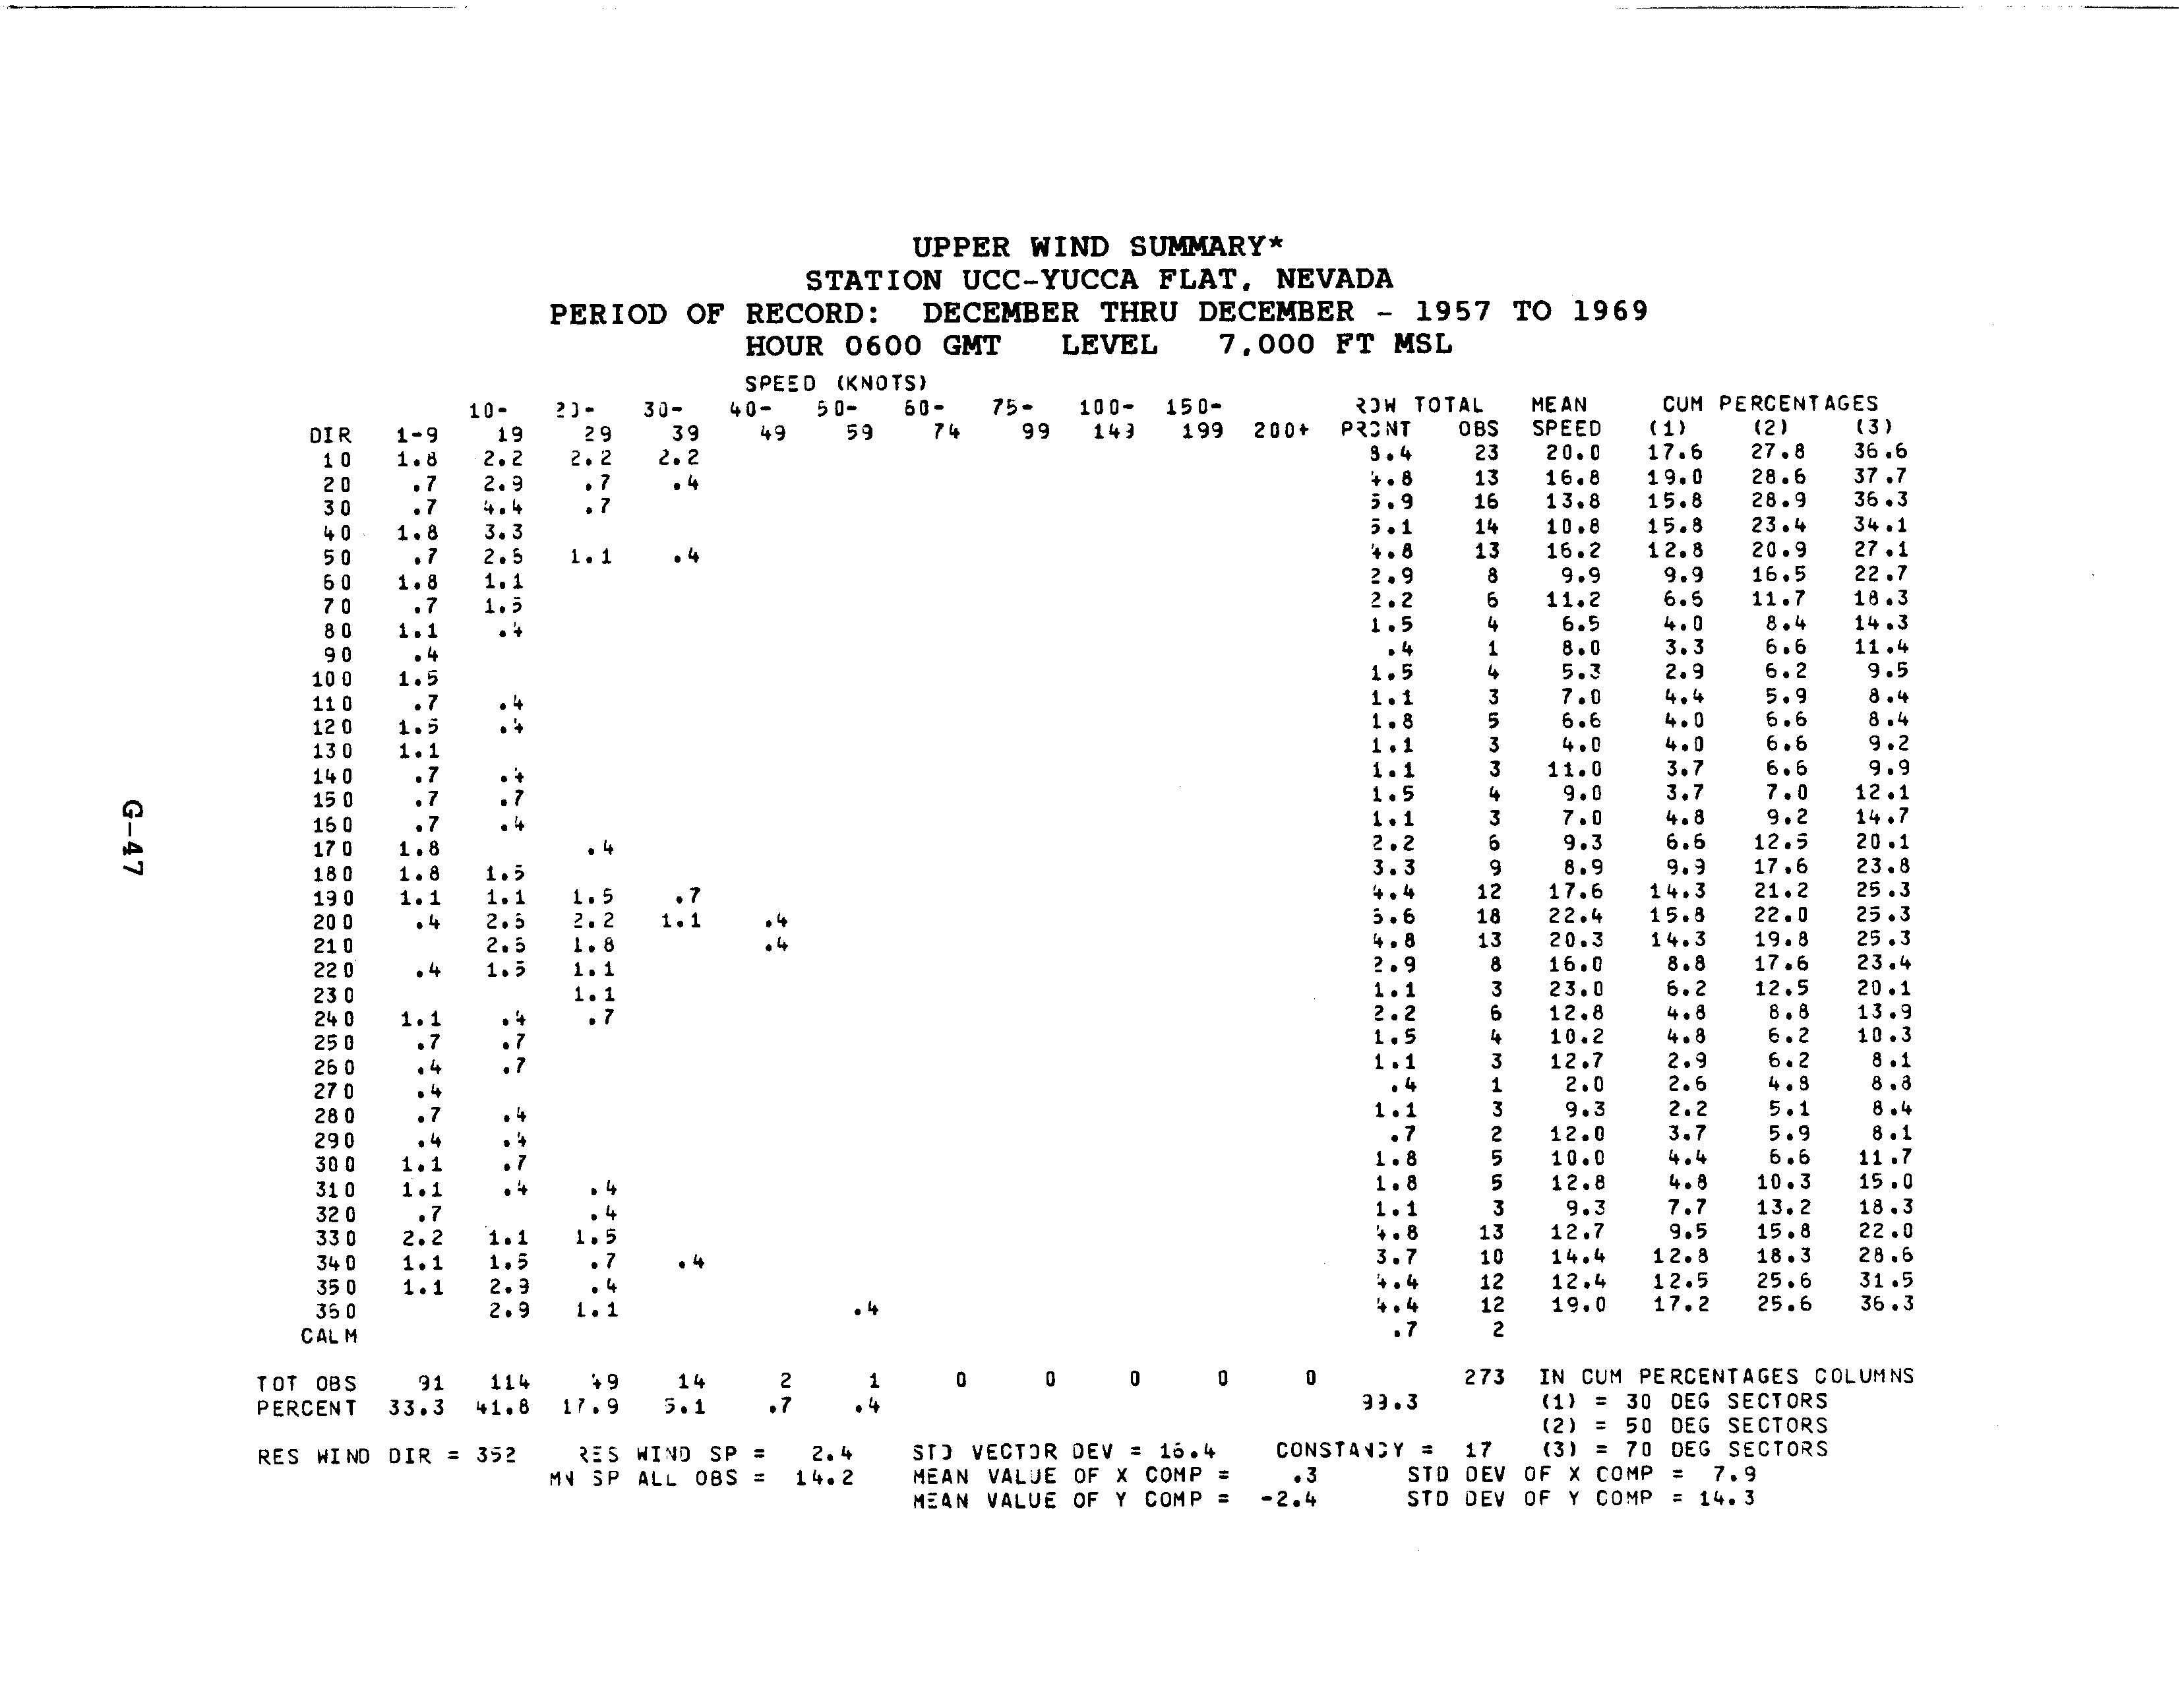 UPPER WIND SUMMARY*
STATION UCC-YUCCA FLAT, NEVADA
PERIOD OF RECORD: DECEMBER THRU DECEMBER - 1957 TO 1969
HOUR 0600 GMT LEVEL 7,000 FT MSL
SPEED (KNOTS)
10- 20- 30- 40- 50- 60- 75- 100- 150- ROW TOTAL MEAN CUM PERCENTAGES
DIR 1-9 19 29 39 49 59 74 99 149 199 200+ PRCNT OBS SPEED (1) (2) (3)
10 1.8 2.2 2.2 2.2 8.4 23 20.0 17.6 27.8 36.6
20 .7 2.9 .7 .4 4.8 13 16.8 19.0 28.6 37.7
30 .7 4.4 .7 5.9 16 13.8 15.8 28.9 36.3
40 1.8 3.3 5.1 14 10.8 15.8 23.4 34.1
50 .7 2.6 1.1 .4 4.8 13 16.2 12.8 20.9 27.1
60 1.8 1.1 2.9 8 9.9 9.9 16.5 22.7
70 .7 1.5 2.2 6 11.2 6.6 11.7 18.3
80 1.1 .4 1.5 4 6.5 4.0 8.4 14.3
90 .4 .4 1 8.0 3.3 6.6 11.4
100 1.5 1.5 4 5.3 2.9 6.2 9.5
110 .7 .4 1.1 3 7.0 4.4 5.9 8.4
120 1.5 .4 1.8 5 6.6 4.0 6.6 8.4
130 1.1 1.1 3 4.0 4.0 6.6 9.2
140 .7 .4 1.1 3 11.0 3.7 6.6 9.9
150 .7 .7 1.5 4 9.0 3.7 7.0 12.1
160 .7 .4 1.1 3 7.0 4.8 9.2 14.7
170 1.8 .4 2.2 6 9.3 6.6 12.5 20.1
180 1.8 1.5 3.3 9 8.9 9.9 17.6 23.8
190 1.1 1.1 1.5 .7 4.4 12 17.6 14.3 21.2 25.3
200 .4 2.6 2.2 1.1 .4 6.6 18 22.4 15.8 22.0 25.3
210 2.6 1.8 .4 4.8 13 20.3 14.3 19.8 25.3
220 .4 1.5 1.1 2.9 8 16.0 8.8 17.6 23.4
230 1.1 1.1 3 23.0 6.2 12.5 20.1
240 1.1 .4 .7 2.2 6 12.8 4.8 8.8 13.9
250 .7 .7 1.5 4 10.2 4.8 6.2 10.3
260 .4 .7 1.1 3 12.7 2.9 6.2 8.1
270 .4 .4 1 2.0 2.6 4.8 8.8
280 .7 .4 1.1 3 9.3 2.2 5.1 8.4
290 .4 .4 .7 2 12.0 3.7 5.9 8.1
300 1.1 .7 1.8 5 10.0 4.4 6.6 11.7
310 1.1 .4 .4 1.8 5 12.8 4.8 10.3 15.0
320 .7 .4 1.1 3 9.3 7.7 13.2 18.3
330 2.2 1.1 1.5 4.8 13 12.7 9.5 15.8 22.0
340 1.1 1.5 .7 .4 3.7 10 14.4 12.8 18.3 28.6
350 1.1 2.9 .4 4.4 12 12.4 12.5 25.6 31.5
360 2.9 1.1 .4 4.4 12 19.0 17.2 25.6 36.3
CALM .7 2
TOT OBS 91 114 49 14 2 1 0 0 0 0 0 273 IN CUM PERCENTAGES COLUMNS
PERCENT 33.3 41.8 17.9 5.1 .7 .4 99.3 (1) = 30 DEG SECTORS
(2) = 50 DEG SECTORS
RES WIND DIR = 352 RES WIND SP = 2.4 STD VECTOR DEV = 16.4 CONSTANCY = 17 (3) = 70 DEG SECTORS
MN SP ALL OBS = 14.2 MEAN VALUE OF X COMP = .3 STD DEV OF X COMP = 7.9
MEAN VALUE OF Y COMP = -2.4 STD DEV OF Y COMP = 14.3
G-47